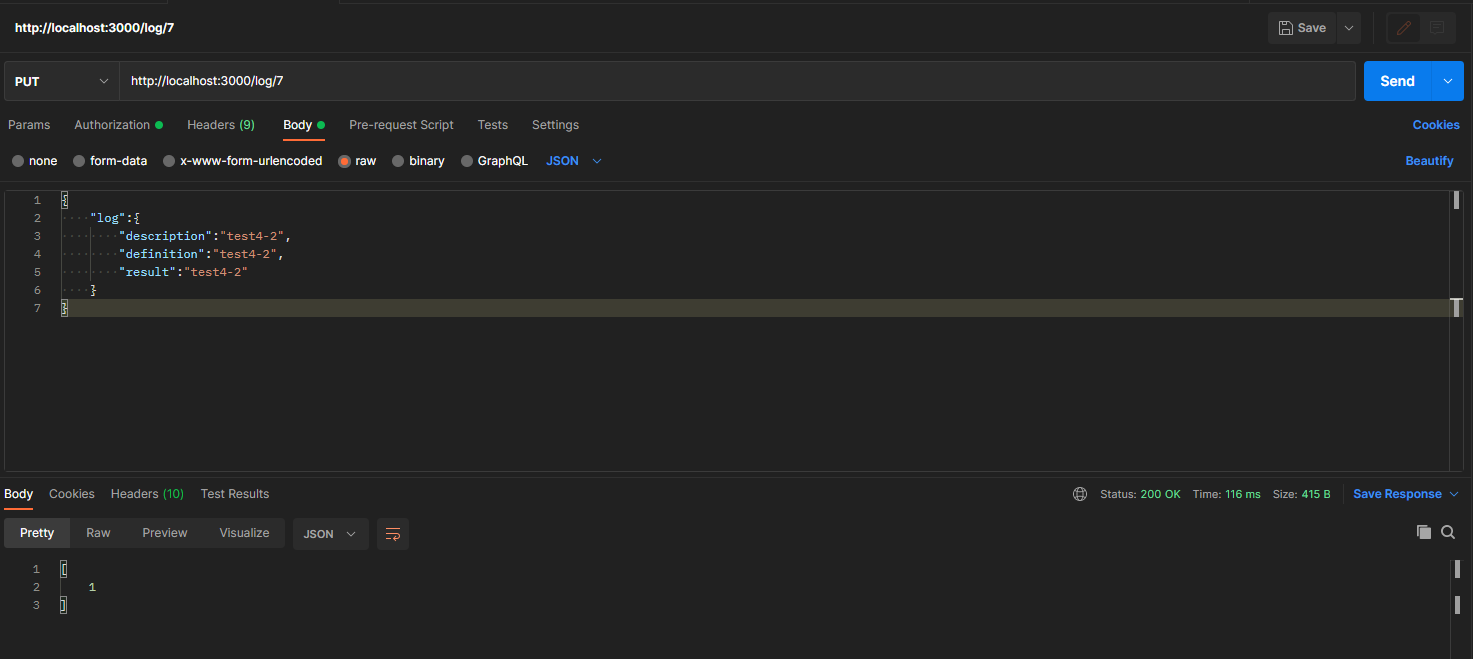 http://localhost:3000/log/7
Save
PUT
http://localhost:3000/log/7
Send
Params Authorization Headers (9) Body Pre-request Script Tests Settings Cookies
none form-data x-www-form-urlencoded raw binary GraphQL JSON Beautify
1 {
2 "log":{
3 "description":"test4-2",
4 "definition":"test4-2",
5 "result":"test4-2"
6 }
7 }
Body Cookies Headers (10) Test Results Status: 200 OK Time: 116 ms Size: 415 B Save Response
Pretty Raw Preview Visualize JSON
1 [
2 1
3 ]